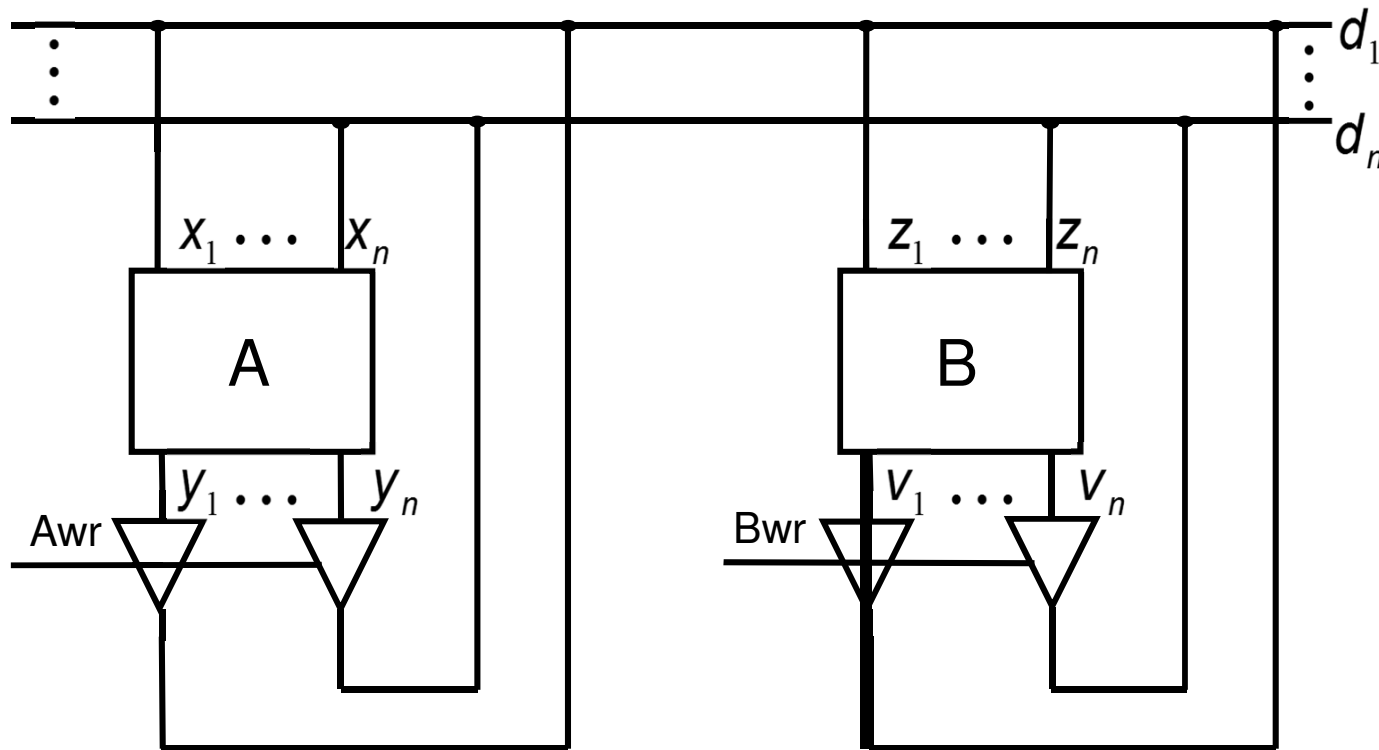 d₁
⋮ ⋮
dₙ
x₁ ··· xₙ z₁ ··· zₙ
A B
y₁ ··· yₙ v₁ ··· vₙ
Awr Bwr